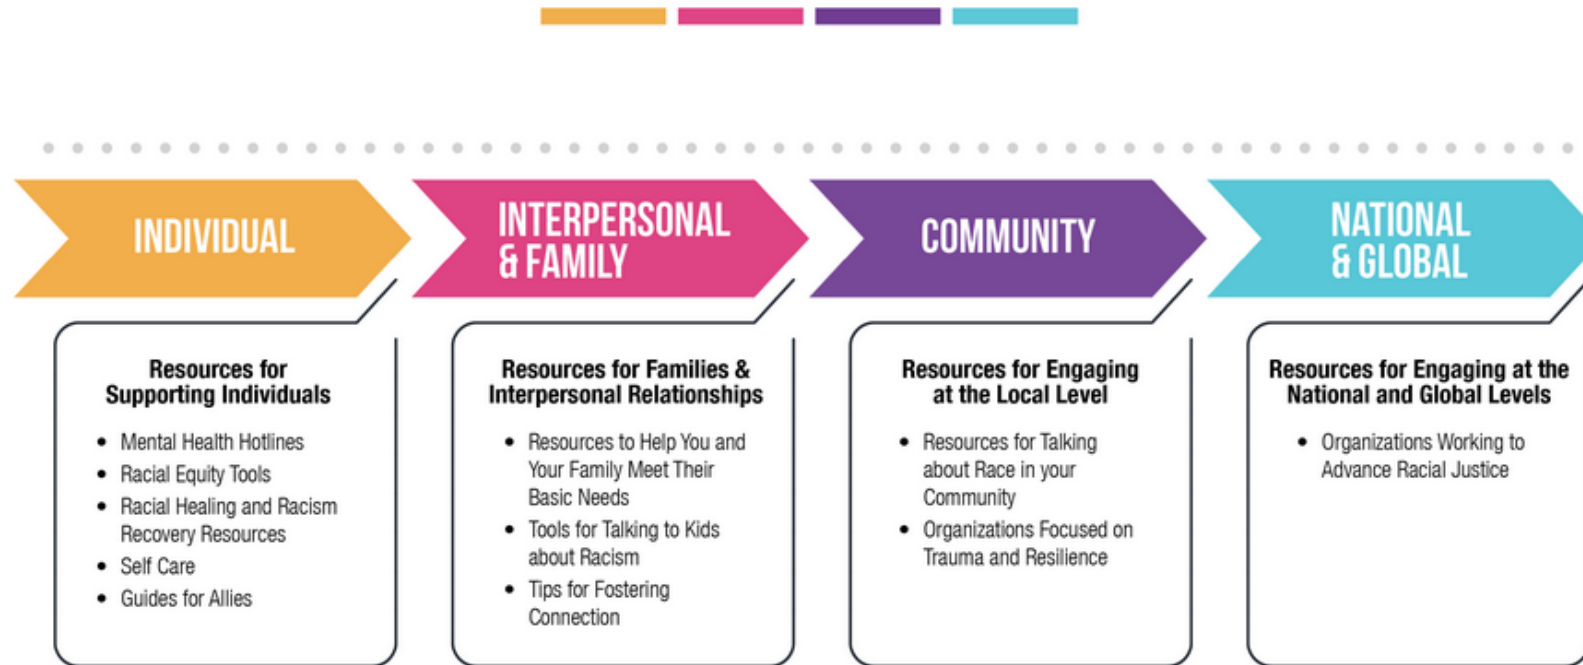 INDIVIDUAL
Resources for
Supporting Individuals
• Mental Health Hotlines
• Racial Equity Tools
• Racial Healing and Racism
Recovery Resources
• Self Care
• Guides for Allies
INTERPERSONAL
& FAMILY
Resources for Families &
Interpersonal Relationships
• Resources to Help You and
Your Family Meet Their
Basic Needs
• Tools for Talking to Kids
about Racism
• Tips for Fostering
Connection
COMMUNITY
Resources for Engaging
at the Local Level
• Resources for Talking
about Race in your
Community
• Organizations Focused on
Trauma and Resilience
NATIONAL
& GLOBAL
Resources for Engaging at the
National and Global Levels
• Organizations Working to
Advance Racial Justice